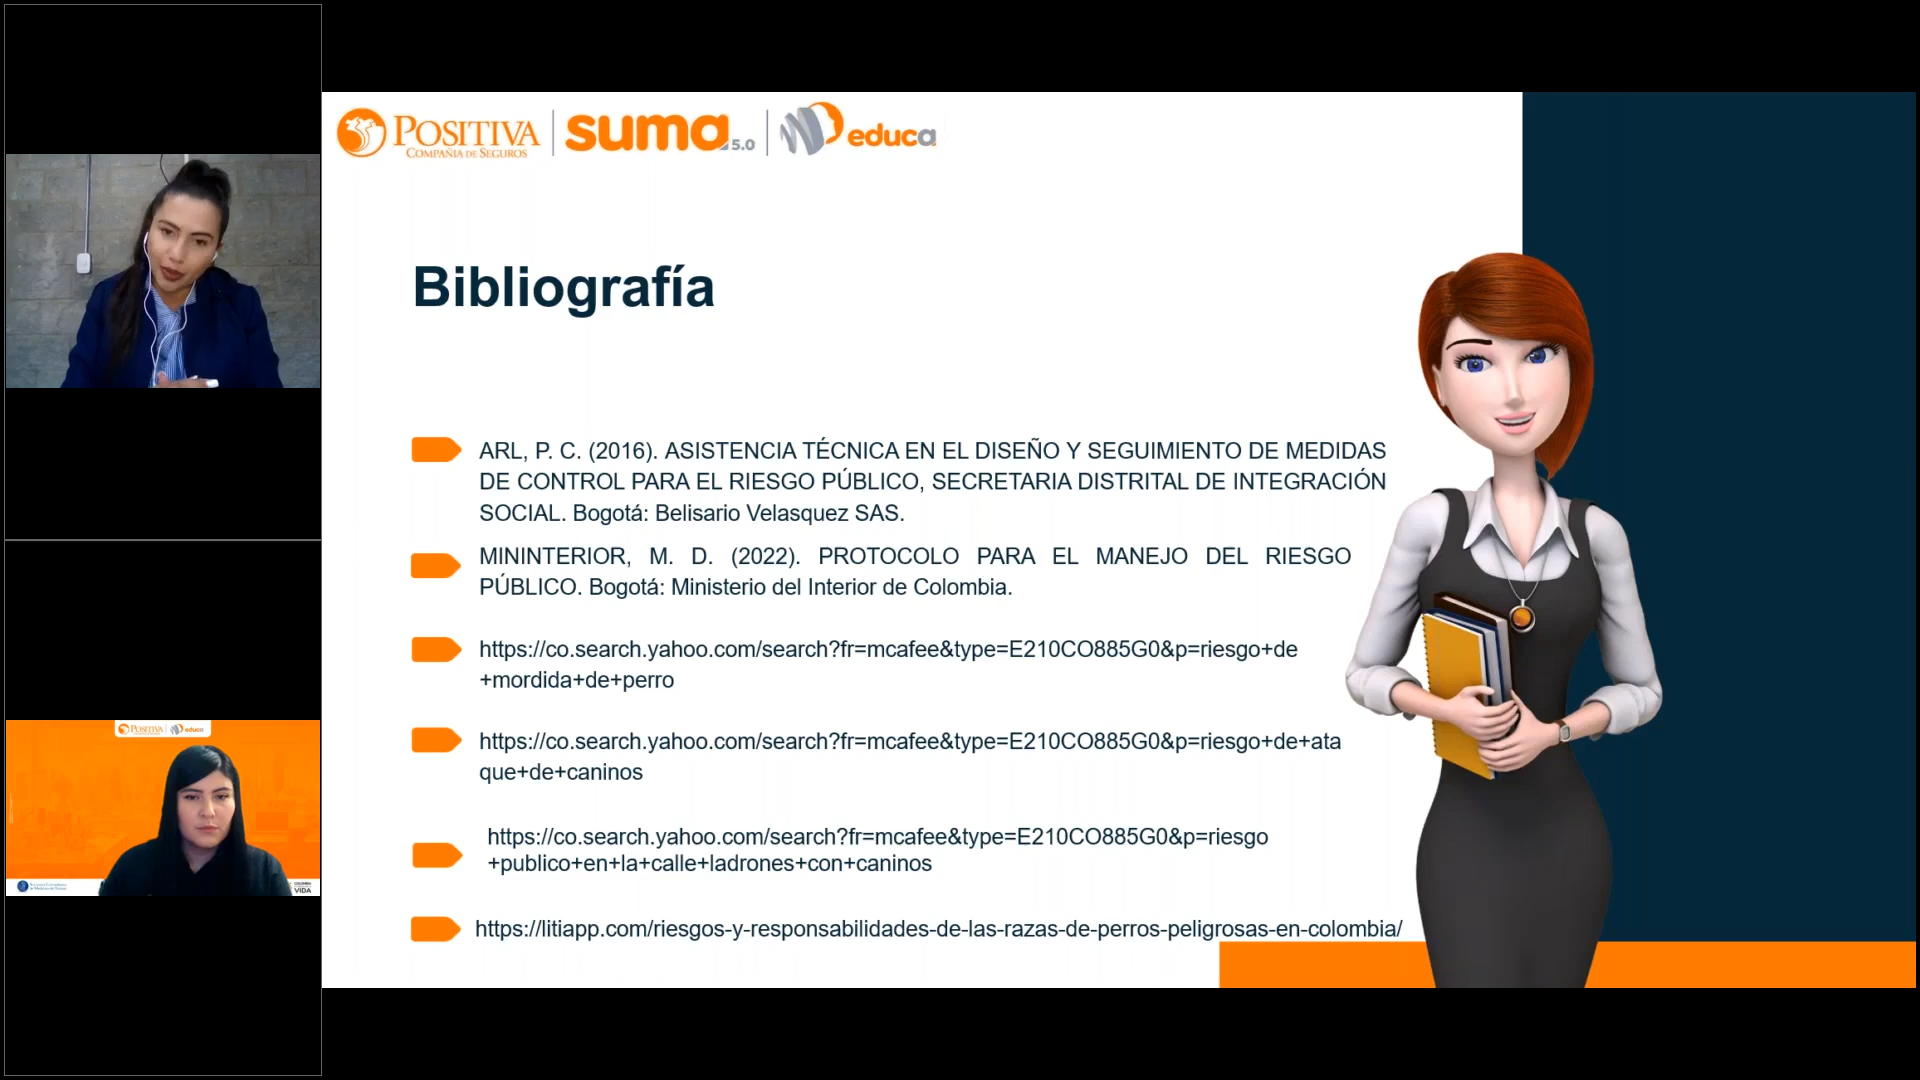 POSITIVA
COMPAÑIA DE SEGUROS
suma 5.0
educa
Bibliografía
ARL, P. C. (2016). ASISTENCIA TÉCNICA EN EL DISEÑO Y SEGUIMIENTO DE MEDIDAS
DE CONTROL PARA EL RIESGO PÚBLICO, SECRETARIA DISTRITAL DE INTEGRACIÓN
SOCIAL. Bogotá: Belisario Velasquez SAS.
MININTERIOR, M. D. (2022). PROTOCOLO PARA EL MANEJO DEL RIESGO
PÚBLICO. Bogotá: Ministerio del Interior de Colombia.
https://co.search.yahoo.com/search?fr=mcafee&type=E210CO885G0&p=riesgo+de
+mordida+de+perro
https://co.search.yahoo.com/search?fr=mcafee&type=E210CO885G0&p=riesgo+de+ata
que+de+caninos
https://co.search.yahoo.com/search?fr=mcafee&type=E210CO885G0&p=riesgo
+publico+en+la+calle+ladrones+con+caninos
https://litiapp.com/riesgos-y-responsabilidades-de-las-razas-de-perros-peligrosas-en-colombia/
POSITIVA
educa
VIDA